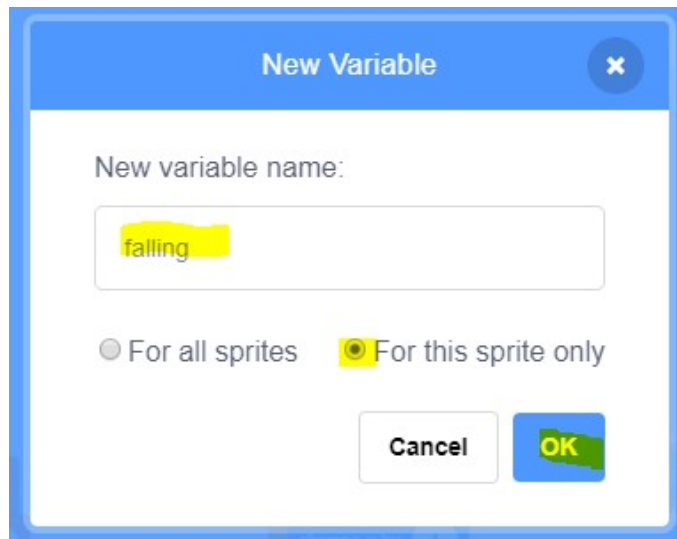 New Variable
New variable name:
falling
For all sprites For this sprite only
Cancel OK